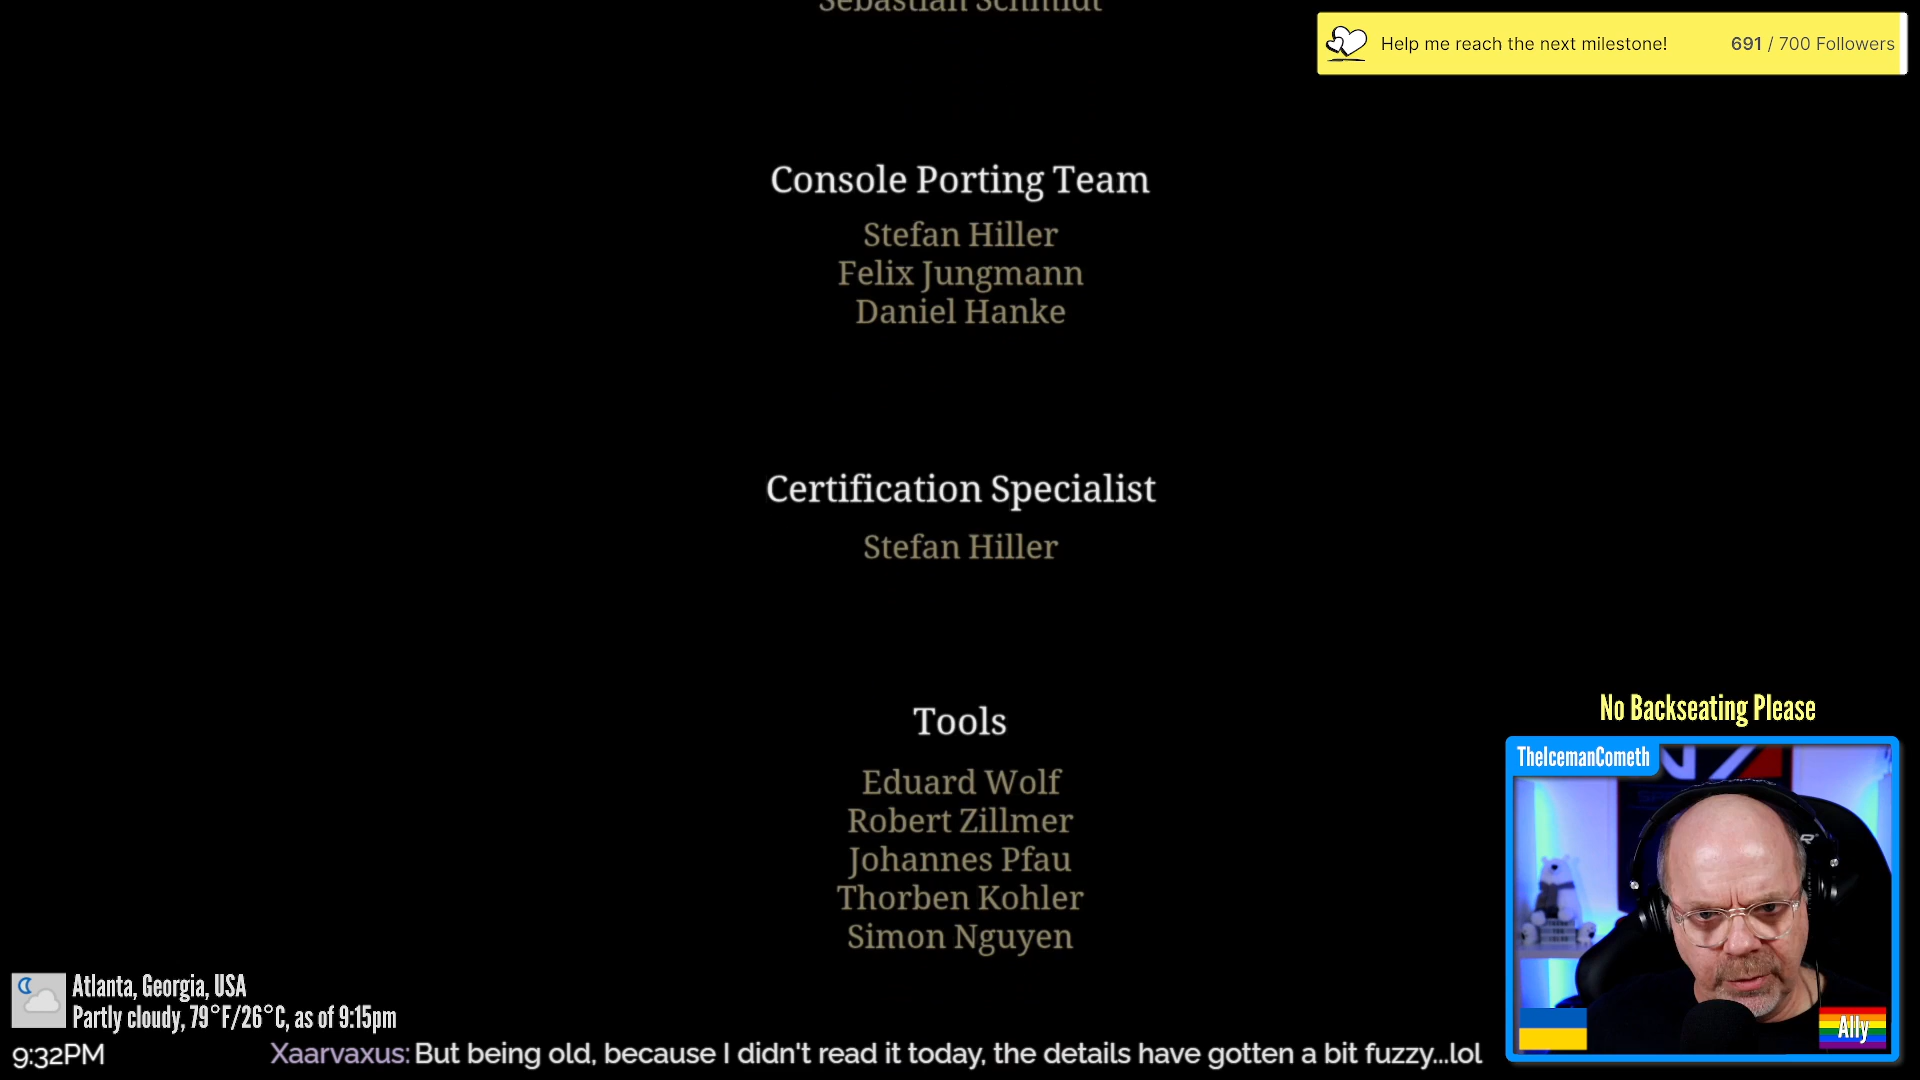 Sebastian Schmidt
Help me reach the next milestone!
691 / 700 Followers
Console Porting Team
Stefan Hiller
Felix Jungmann
Daniel Hanke
Certification Specialist
Stefan Hiller
Tools
Eduard Wolf
Robert Zillmer
Johannes Pfau
Thorben Kohler
Simon Nguyen
No Backseating Please
TheIcemanCometh
Ally
Atlanta, Georgia, USA
Partly cloudy, 79°F/26°C, as of 9:15pm
9:32PM
Xaarvaxus: But being old, because I didn't read it today, the details have gotten a bit fuzzy...lol